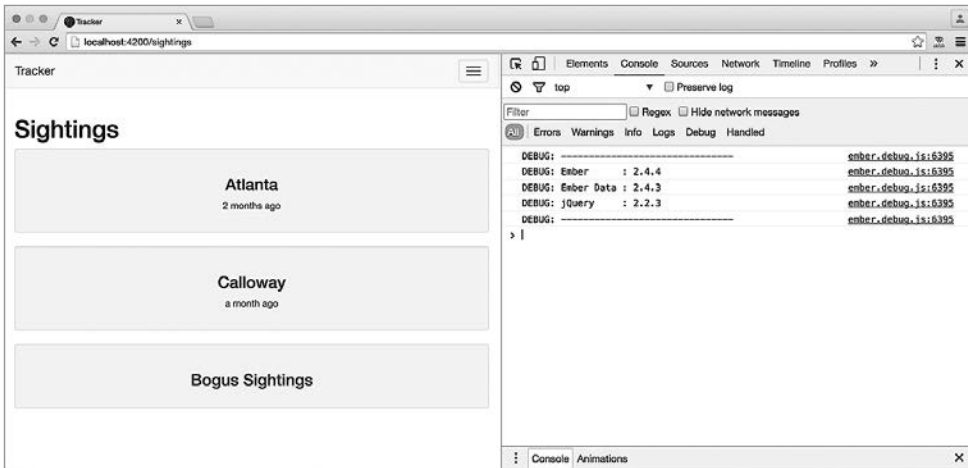 Tracker
localhost:4200/sightings
Tracker
Sightings
Atlanta
2 months ago
Calloway
a month ago
Bogus Sightings
Elements Console Sources Network Timeline Profiles »
top Preserve log
Filter Regex Hide network messages
All Errors Warnings Info Logs Debug Handled
DEBUG: ------------------------------- ember.debug.js:6395
DEBUG: Ember : 2.4.4 ember.debug.js:6395
DEBUG: Ember Data : 2.4.3 ember.debug.js:6395
DEBUG: jQuery : 2.2.3 ember.debug.js:6395
DEBUG: ------------------------------- ember.debug.js:6395
>
Console Animations